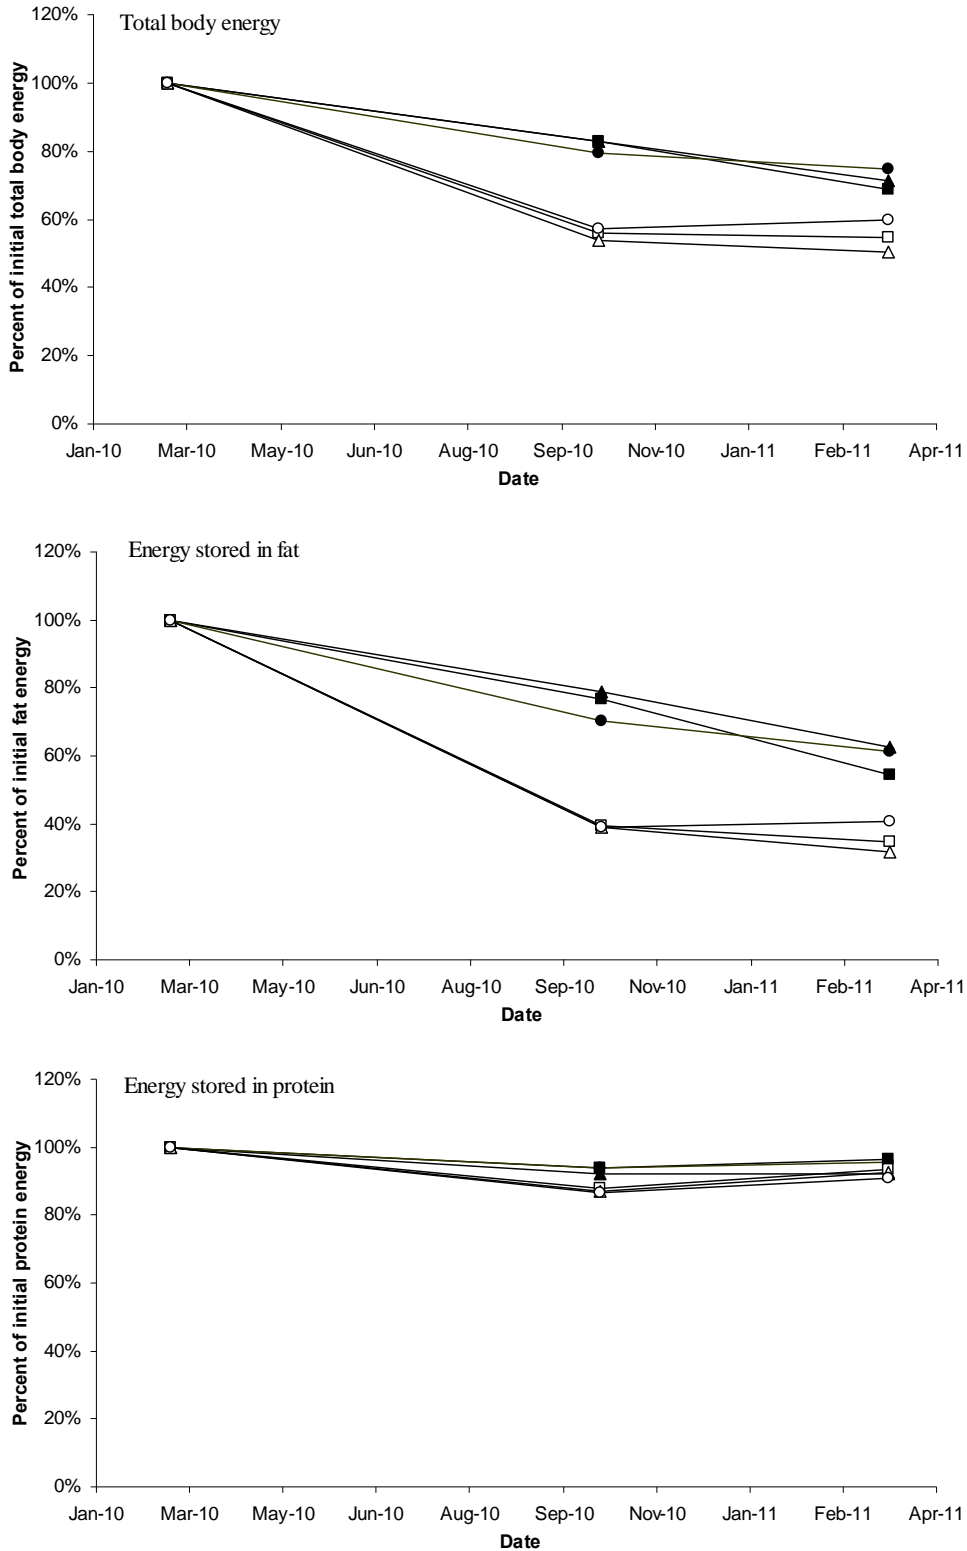 Total body energy
120%
100%
80%
60%
40%
20%
0%
Percent of initial total body energy
Jan-10 Mar-10 May-10 Jun-10 Aug-10 Sep-10 Nov-10 Jan-11 Feb-11 Apr-11
Date
Energy stored in fat
120%
100%
80%
60%
40%
20%
0%
Percent of initial fat energy
Jan-10 Mar-10 May-10 Jun-10 Aug-10 Sep-10 Nov-10 Jan-11 Feb-11 Apr-11
Date
Energy stored in protein
120%
100%
80%
60%
40%
20%
0%
Percent of initial protein energy
Jan-10 Mar-10 May-10 Jun-10 Aug-10 Sep-10 Nov-10 Jan-11 Feb-11 Apr-11
Date